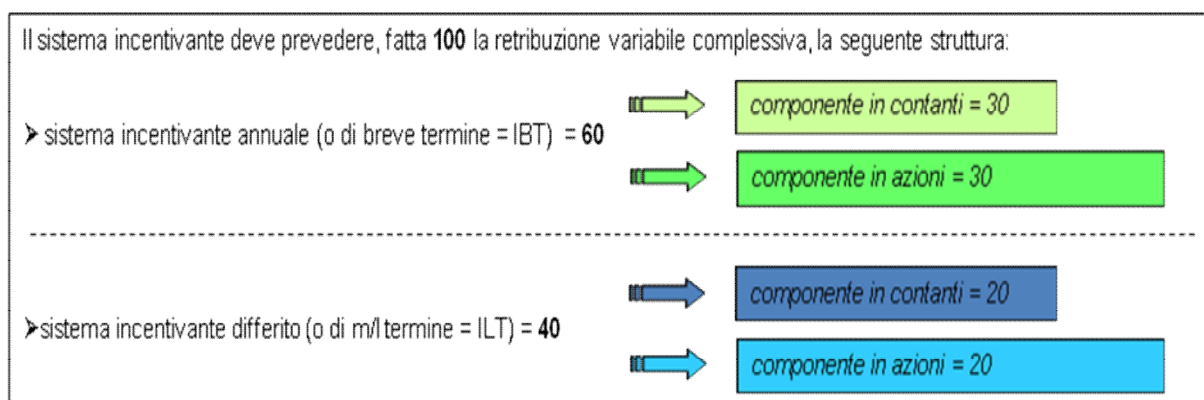 Il sistema incentivante deve prevedere, fatta 100 la retribuzione variabile complessiva, la seguente struttura:
componente in contanti = 30
➤ sistema incentivante annuale (o di breve termine = IBT) = 60
componente in azioni = 30
componente in contanti = 20
➤sistema incentivante differito (o di m/l termine = ILT) = 40
componente in azioni = 20